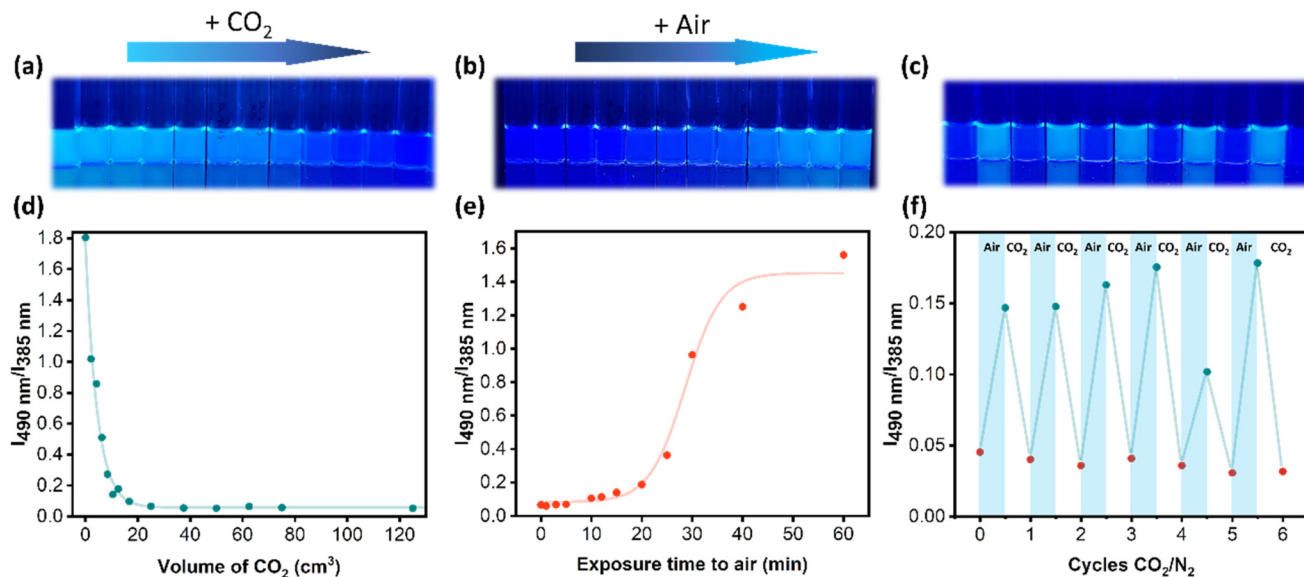 + CO₂
+ Air
(a)
(b)
(c)
(d)
(e)
(f)
I490 nm/I385 nm
1.8
1.6
1.4
1.2
1.0
0.8
0.6
0.4
0.2
0.0
0 20 40 60 80 100 120
Volume of CO₂ (cm³)
I490 nm/I385 nm
1.6
1.4
1.2
1.0
0.8
0.6
0.4
0.2
0.0
0 10 20 30 40 50 60
Exposure time to air (min)
I490 nm/I385 nm
0.20
0.15
0.10
0.05
0.00
Air CO₂ Air CO₂ Air CO₂ Air CO₂ Air CO₂ Air CO₂
0 1 2 3 4 5 6
Cycles CO₂/N₂